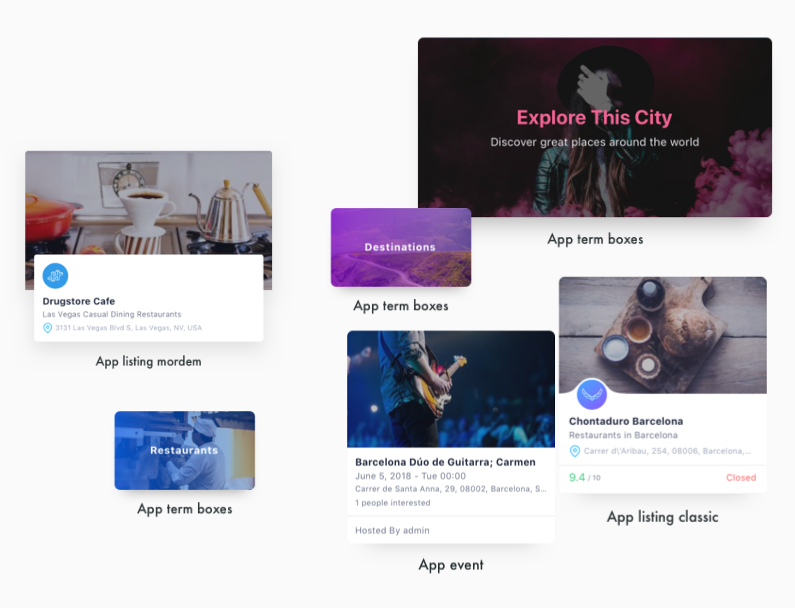 Explore This City
Discover great places around the world
App term boxes
Destinations
App term boxes
Drugstore Cafe
Las Vegas Casual Dining Restaurants
3131 Las Vegas Blvd S, Las Vegas, NV, USA
App listing mordem
Restaurants
App term boxes
Barcelona Dúo de Guitarra; Carmen
June 5, 2018 - Tue 00:00
Carrer de Santa Anna, 29, 08002, Barcelona, S...
1 people interested
Hosted By admin
App event
Chontaduro Barcelona
Restaurants in Barcelona
Carrer d\'Aribau, 254, 08006, Barcelona,...
9.4 / 10
Closed
App listing classic